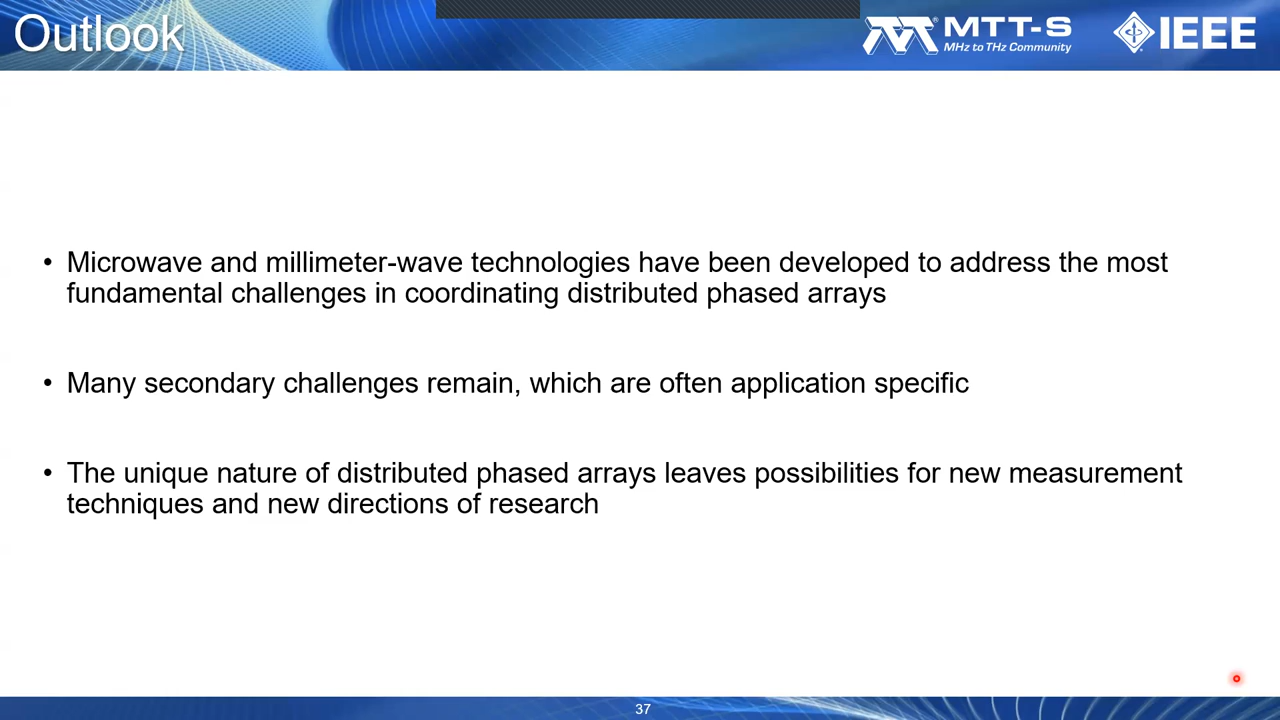 Outlook
MTT-S
MHz to THz Community
IEEE
• Microwave and millimeter-wave technologies have been developed to address the most
fundamental challenges in coordinating distributed phased arrays
• Many secondary challenges remain, which are often application specific
• The unique nature of distributed phased arrays leaves possibilities for new measurement
techniques and new directions of research
37